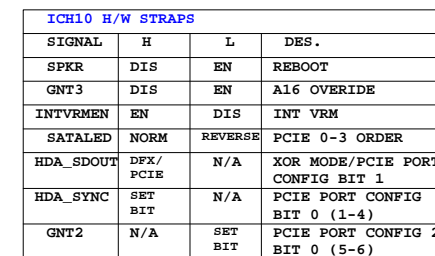 ICH10 H/W STRAPS
SIGNAL H L DES.
SPKR DIS EN REBOOT
GNT3 DIS EN A16 OVERIDE
INTVRMEN EN DIS INT VRM
SATALED NORM REVERSE PCIE 0-3 ORDER
HDA_SDOUT DFX/ PCIE N/A XOR MODE/PCIE PORT
CONFIG BIT 1
HDA_SYNC SET BIT N/A PCIE PORT CONFIG
BIT 0 (1-4)
GNT2 N/A SET BIT PCIE PORT CONFIG 2
BIT 0 (5-6)